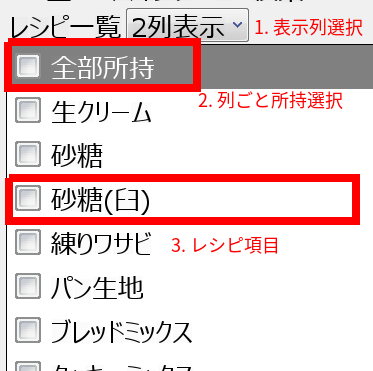 レシピ一覧 2列表示 1. 表示列選択
全部所持
2. 列ごと所持選択
生クリーム
砂糖
砂糖(臼)
練りワサビ 3. レシピ項目
パン生地
ブレッドミックス